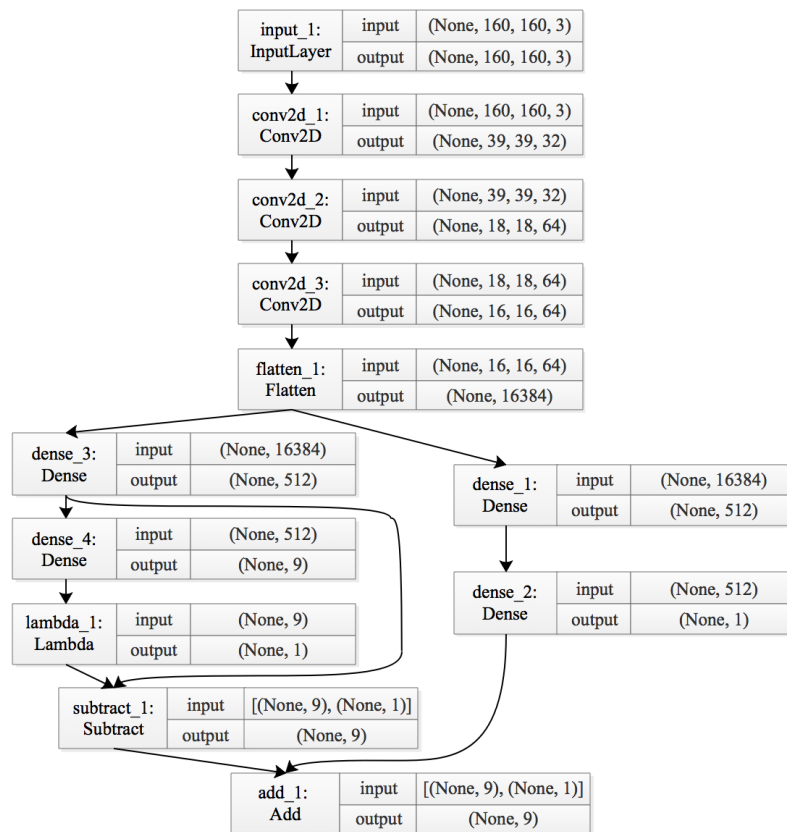 input_1:
InputLayer
input (None, 160, 160, 3)
output (None, 160, 160, 3)
conv2d_1:
Conv2D
input (None, 160, 160, 3)
output (None, 39, 39, 32)
conv2d_2:
Conv2D
input (None, 39, 39, 32)
output (None, 18, 18, 64)
conv2d_3:
Conv2D
input (None, 18, 18, 64)
output (None, 16, 16, 64)
flatten_1:
Flatten
input (None, 16, 16, 64)
output (None, 16384)
dense_3:
Dense
input (None, 16384)
output (None, 512)
dense_1:
Dense
input (None, 16384)
output (None, 512)
dense_4:
Dense
input (None, 512)
output (None, 9)
dense_2:
Dense
input (None, 512)
output (None, 1)
lambda_1:
Lambda
input (None, 9)
output (None, 1)
subtract_1:
Subtract
input [(None, 9), (None, 1)]
output (None, 9)
add_1:
Add
input [(None, 9), (None, 1)]
output (None, 9)